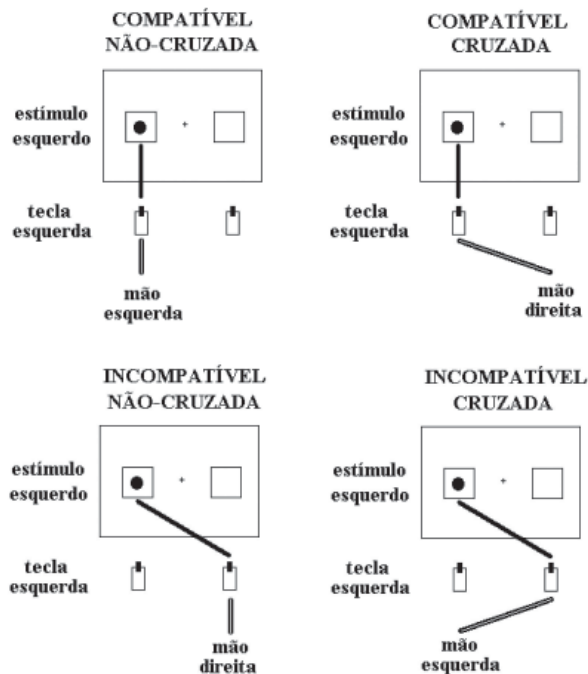 COMPATÍVEL
NÃO-CRUZADA
estímulo
esquerdo
tecla
esquerda
mão
esquerda
COMPATÍVEL
CRUZADA
estímulo
esquerdo
tecla
esquerda
mão
direita
INCOMPATÍVEL
NÃO-CRUZADA
estímulo
esquerdo
tecla
esquerda
mão
direita
INCOMPATÍVEL
CRUZADA
estímulo
esquerdo
tecla
esquerda
mão
esquerda